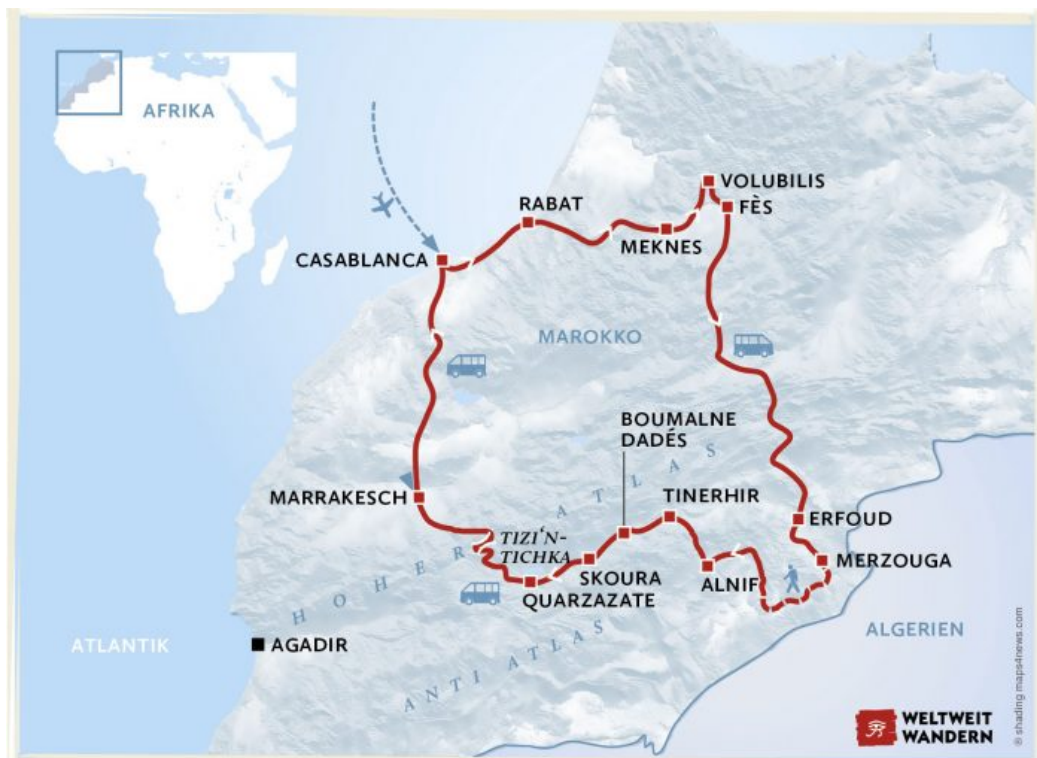 AFRIKA
VOLUBILIS
RABAT
FÈS
MEKNES
CASABLANCA
MAROKKO
BOUMALNE
DADÉS
HOHER ATLAS
MARRAKESCH
TINERHIR
ERFOUD
TIZI'N-
TICHKA
MERZOUGA
SKOURA
ALNIF
QUARZAZATE
ATLANTIK
AGADIR
ANTI ATLAS
ALGERIEN
WELTWEIT
WANDERN
© shading maps4news.com